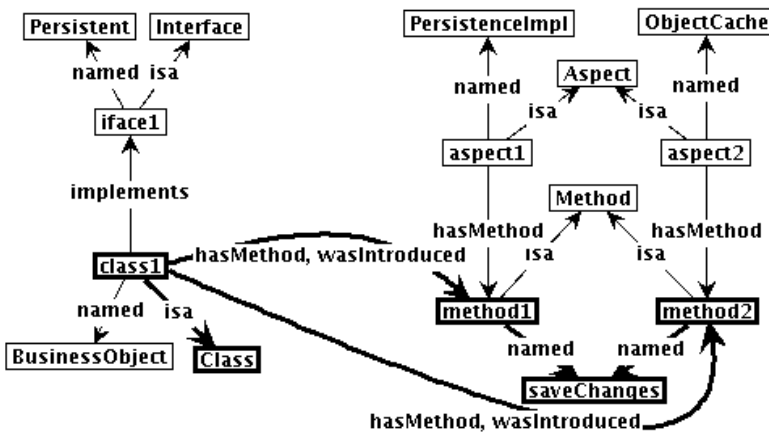 Persistent Interface PersistenceImpl ObjectCache
named isa named Aspect named
isa isa
iface1 aspect1 aspect2
implements Method
hasMethod hasMethod
hasMethod, wasIntroduced isa isa
class1
named isa method1 method2
BusinessObject Class named named
saveChanges
hasMethod, wasIntroduced